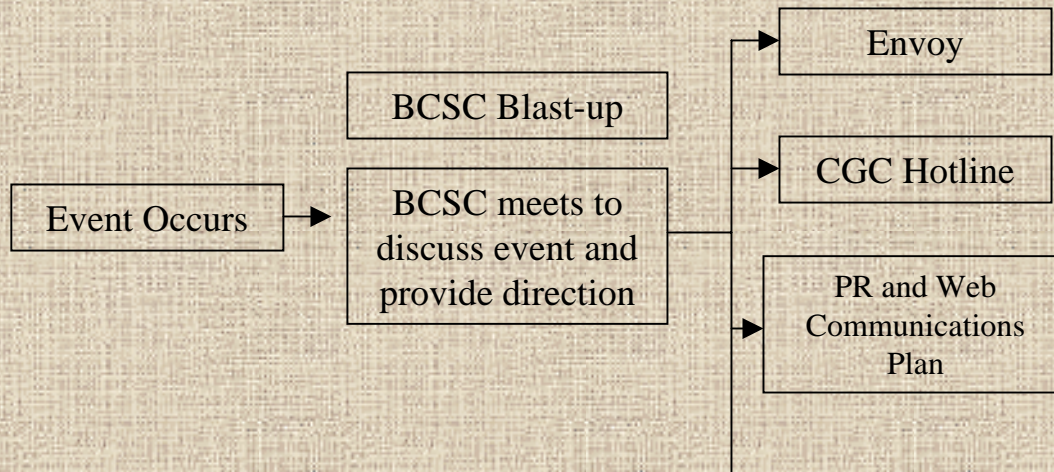 Event Occurs
BCSC Blast-up
BCSC meets to
discuss event and
provide direction
Envoy
CGC Hotline
PR and Web
Communications
Plan